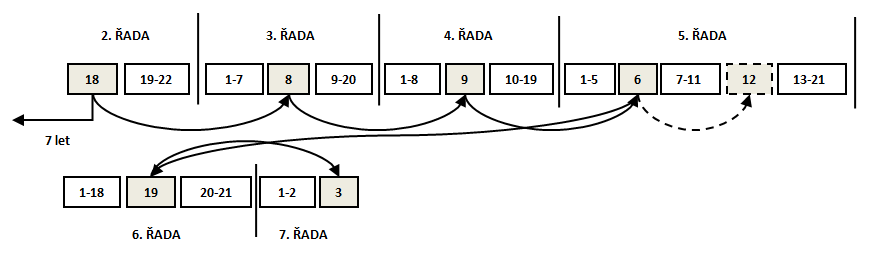 2. ŘADA 3. ŘADA 4. ŘADA 5. ŘADA
18 19-22 1-7 8 9-20 1-8 9 10-19 1-5 6 7-11 12 13-21
7 let
1-18 19 20-21 1-2 3
6. ŘADA 7. ŘADA